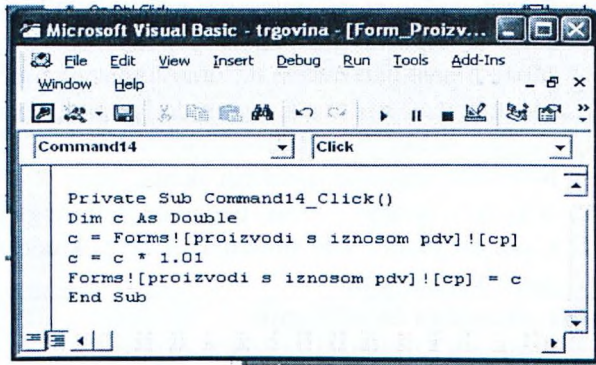 Microsoft Visual Basic - trgovina - [Form_Proizv...
File Edit View Insert Debug Run Tools Add-Ins
Window Help
Command14 Click
Private Sub Command14_Click()
Dim c As Double
c = Forms![proizvodi s iznosom pdv]![cp]
c = c * 1.01
Forms![proizvodi s iznosom pdv]![cp] = c
End Sub